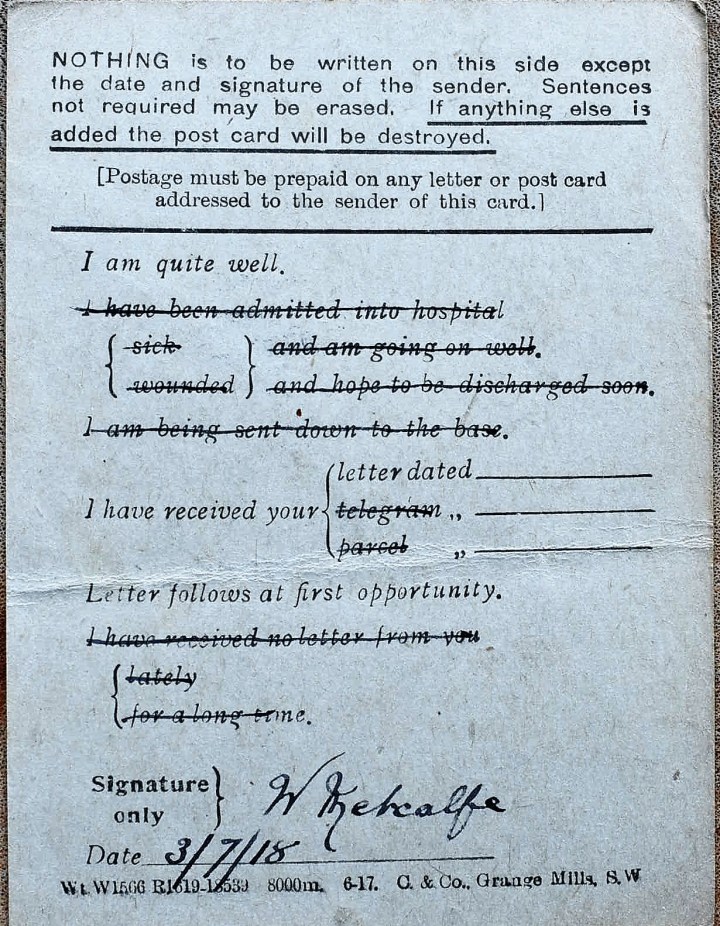 NOTHING is to be written on this side except
the date and signature of the sender. Sentences
not required may be erased. If anything else is
added the post card will be destroyed.
[Postage must be prepaid on any letter or post card
addressed to the sender of this card.]
I am quite well.
I have been admitted into hospital
{ sick } and am going on well.
{ wounded } and hope to be discharged soon.
I am being sent down to the base.
letter dated
I have received your { telegram „
parcel „
Letter follows at first opportunity.
I have received no letter from you
{ lately
for a long time.
Signature } W Metcalfe
only
Date 3/7/18
Wt. W1566 R1619-18539 8000m. 6-17. C. & Co., Grange Mills, S.W